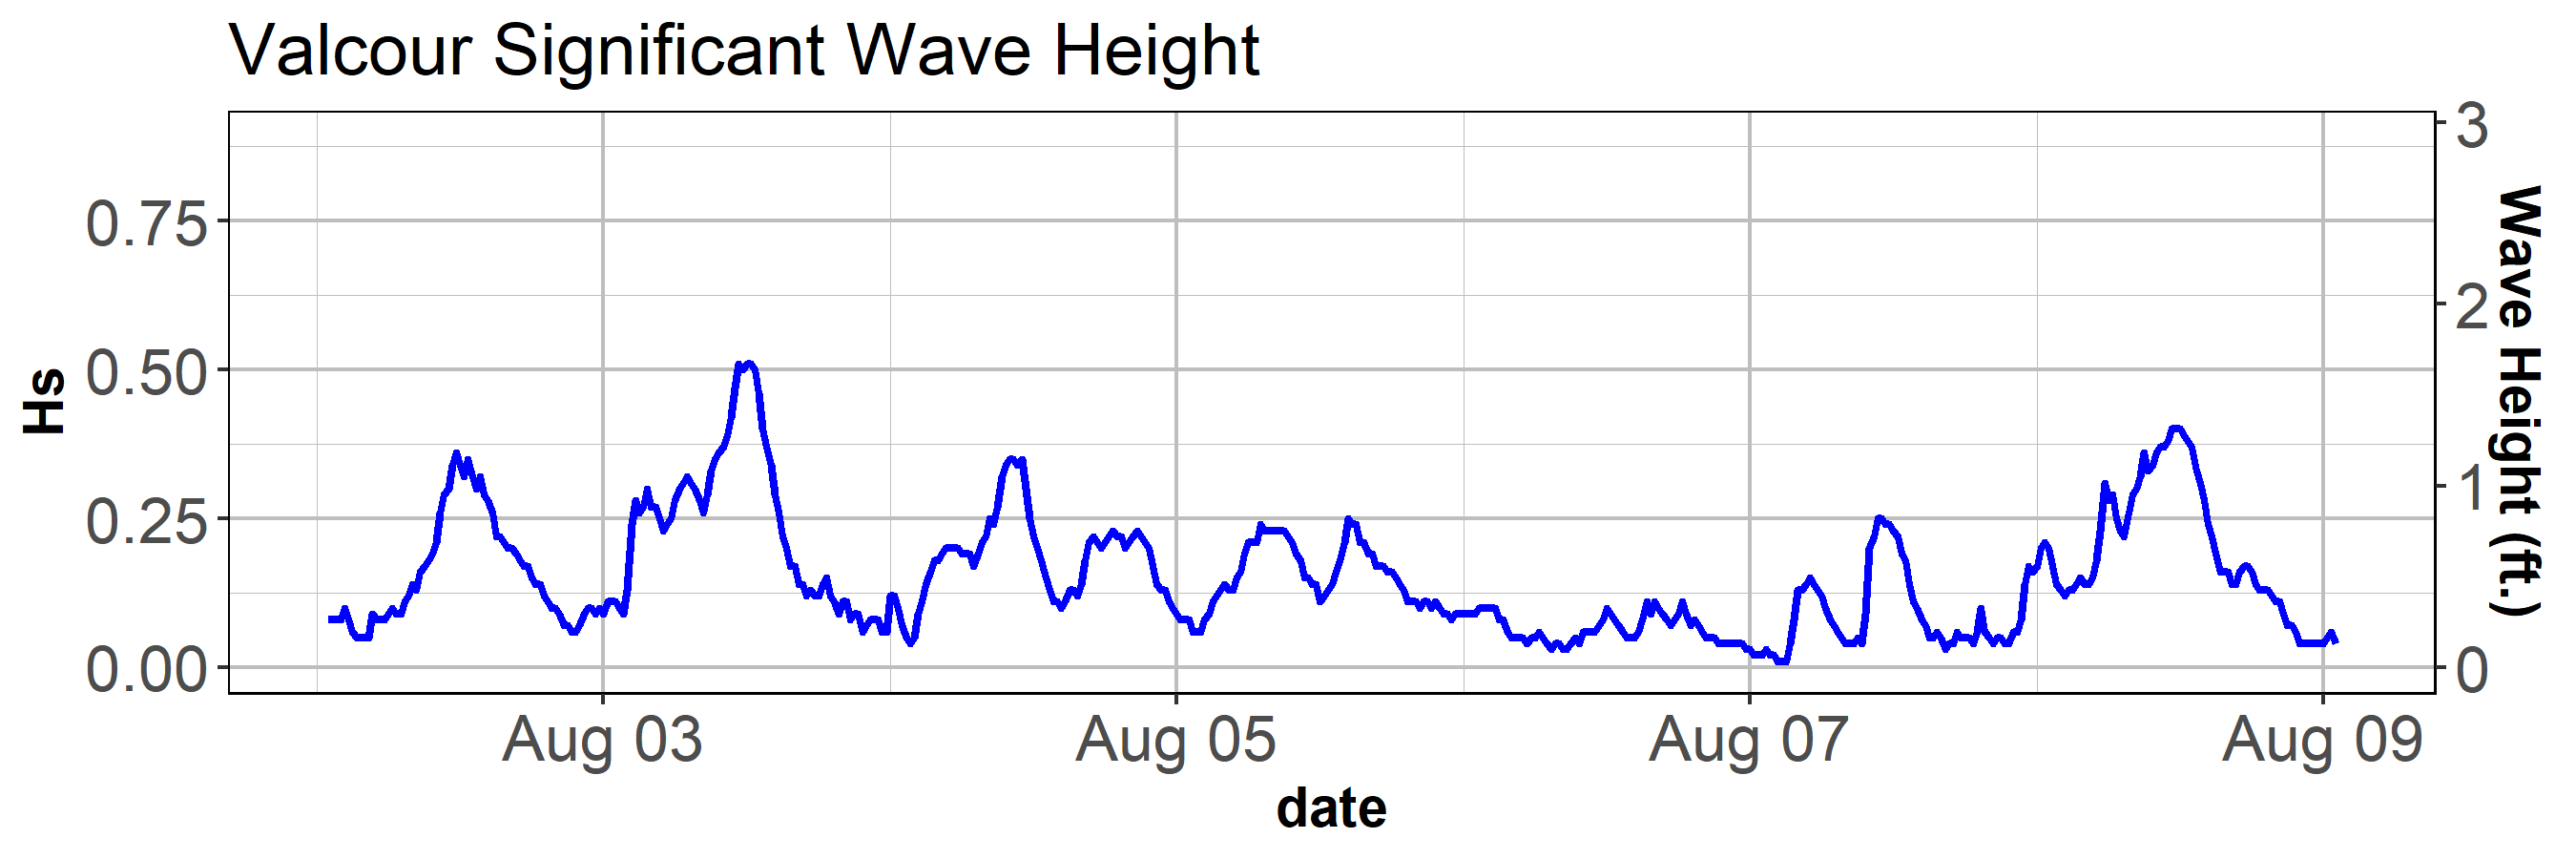 Valcour Significant Wave Height
Hs
0.75
0.50
0.25
0.00
3
2
1
0
Wave Height (ft.)
Aug 03 Aug 05 Aug 07 Aug 09
date